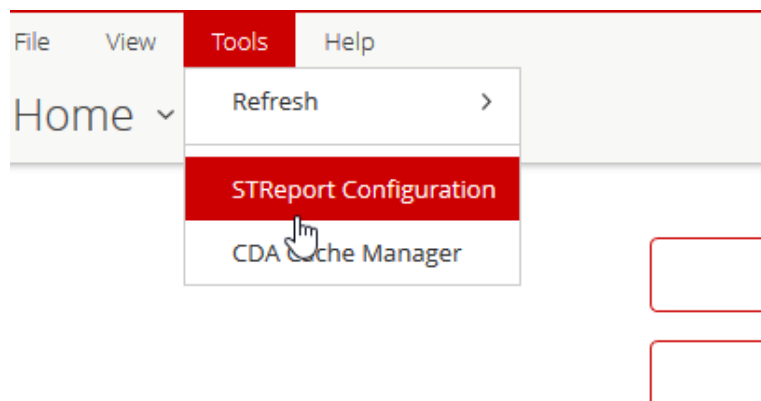 File View Tools Help
Home
Refresh
STReport Configuration
CDA Cache Manager